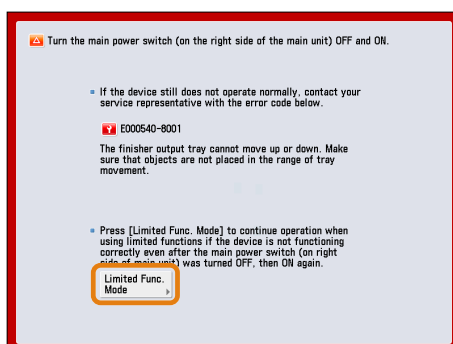 Turn the main power switch (on the right side of the main unit) OFF and ON.
If the device still does not operate normally, contact your
service representative with the error code below.
E000540-8001
The finisher output tray cannot move up or down. Make
sure that objects are not placed in the range of tray
movement.
Press [Limited Func. Mode] to continue operation when
using limited functions if the device is not functioning
correctly even after the main power switch (on right
side of main unit) was turned OFF, then ON again.
Limited Func.
Mode